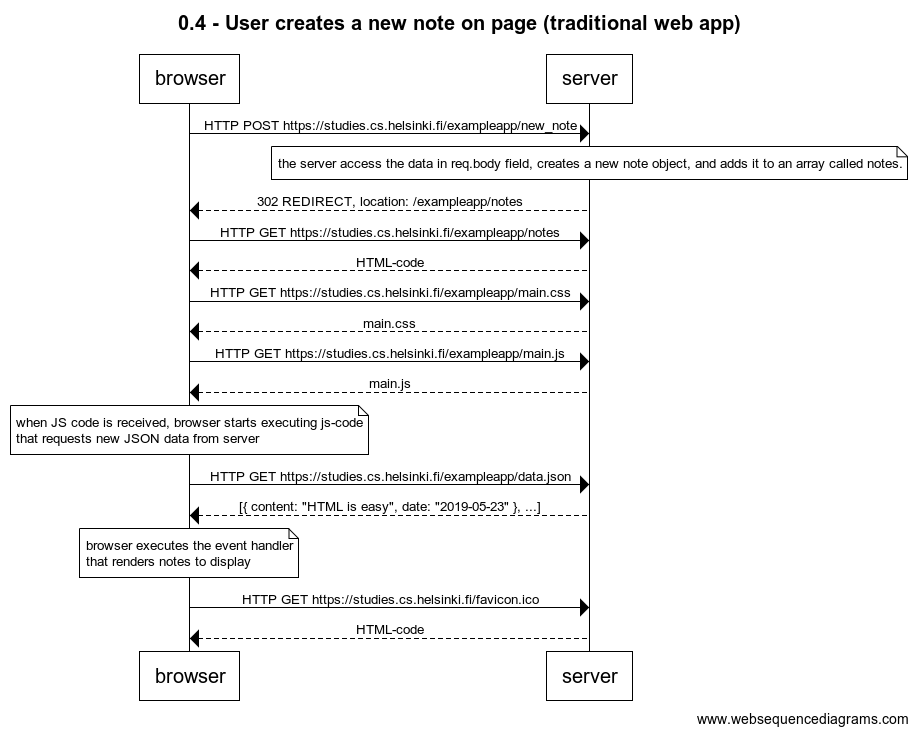 0.4 - User creates a new note on page (traditional web app)
browser
server
HTTP POST https://studies.cs.helsinki.fi/exampleapp/new_note
the server access the data in req.body field, creates a new note object, and adds it to an array called notes.
302 REDIRECT, location: /exampleapp/notes
HTTP GET https://studies.cs.helsinki.fi/exampleapp/notes
HTML-code
HTTP GET https://studies.cs.helsinki.fi/exampleapp/main.css
main.css
HTTP GET https://studies.cs.helsinki.fi/exampleapp/main.js
main.js
when JS code is received, browser starts executing js-code
that requests new JSON data from server
HTTP GET https://studies.cs.helsinki.fi/exampleapp/data.json
[{ content: "HTML is easy", date: "2019-05-23" }, ...]
browser executes the event handler
that renders notes to display
HTTP GET https://studies.cs.helsinki.fi/favicon.ico
HTML-code
browser
server
www.websequencediagrams.com